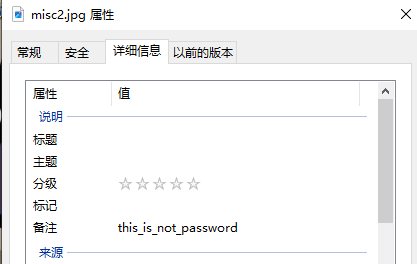 misc2.jpg 属性
常规 安全 详细信息 以前的版本
属性 值
说明
标题
主题
分级 ☆☆☆☆☆
标记
备注 this_is_not_password
来源